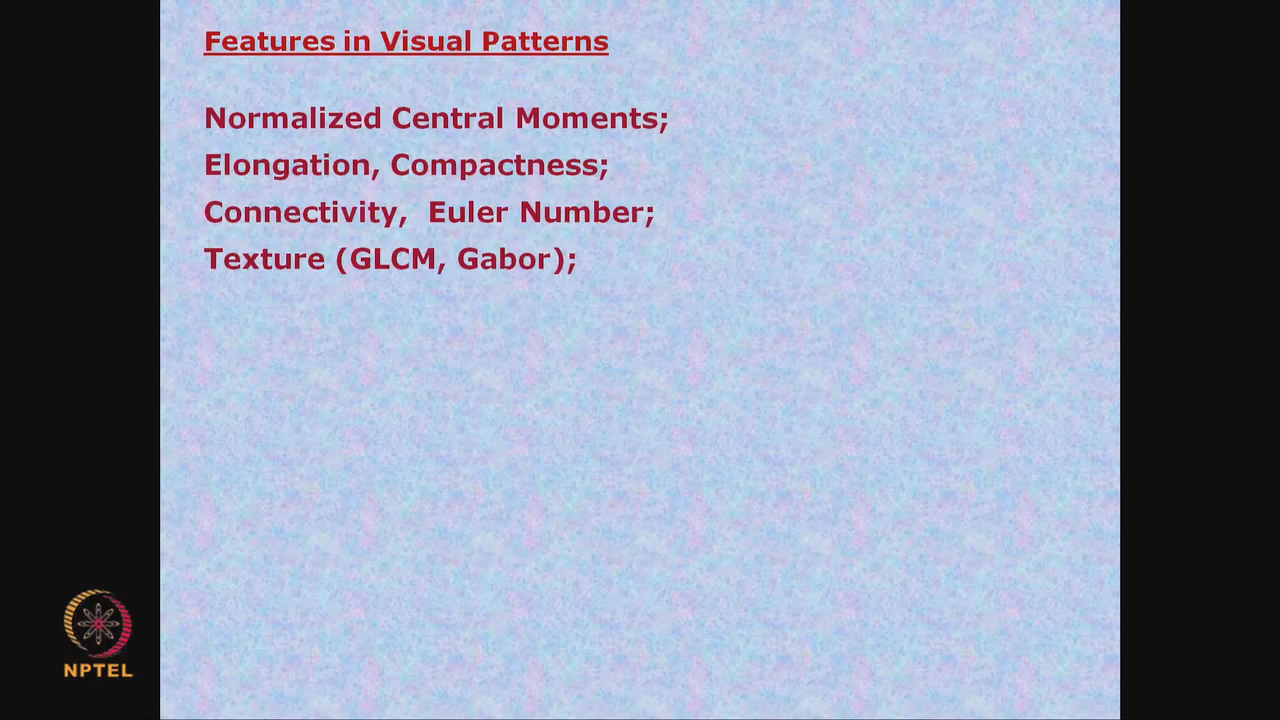 Features in Visual Patterns
Normalized Central Moments;
Elongation, Compactness;
Connectivity, Euler Number;
Texture (GLCM, Gabor);
NPTEL